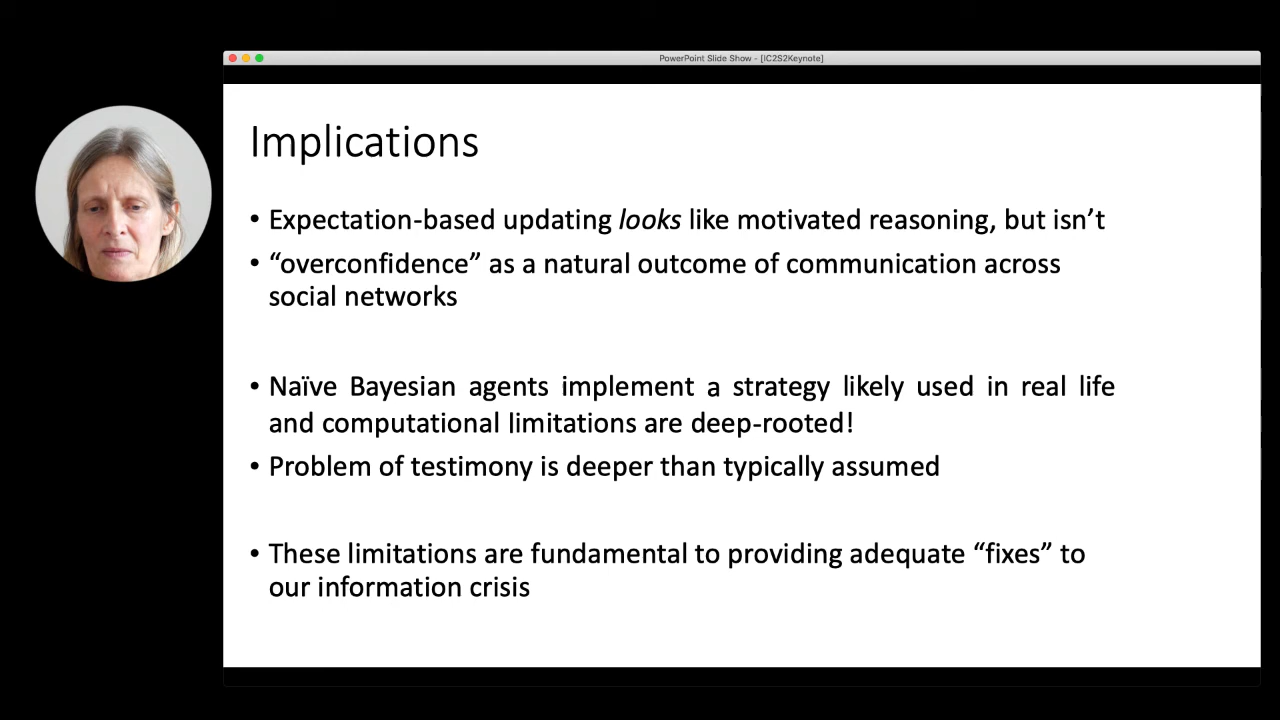 PowerPoint Slide Show - [IC2S2Keynote]
Implications
• Expectation-based updating looks like motivated reasoning, but isn’t
• “overconfidence” as a natural outcome of communication across
social networks
• Naïve Bayesian agents implement a strategy likely used in real life
and computational limitations are deep-rooted!
• Problem of testimony is deeper than typically assumed
• These limitations are fundamental to providing adequate “fixes” to
our information crisis